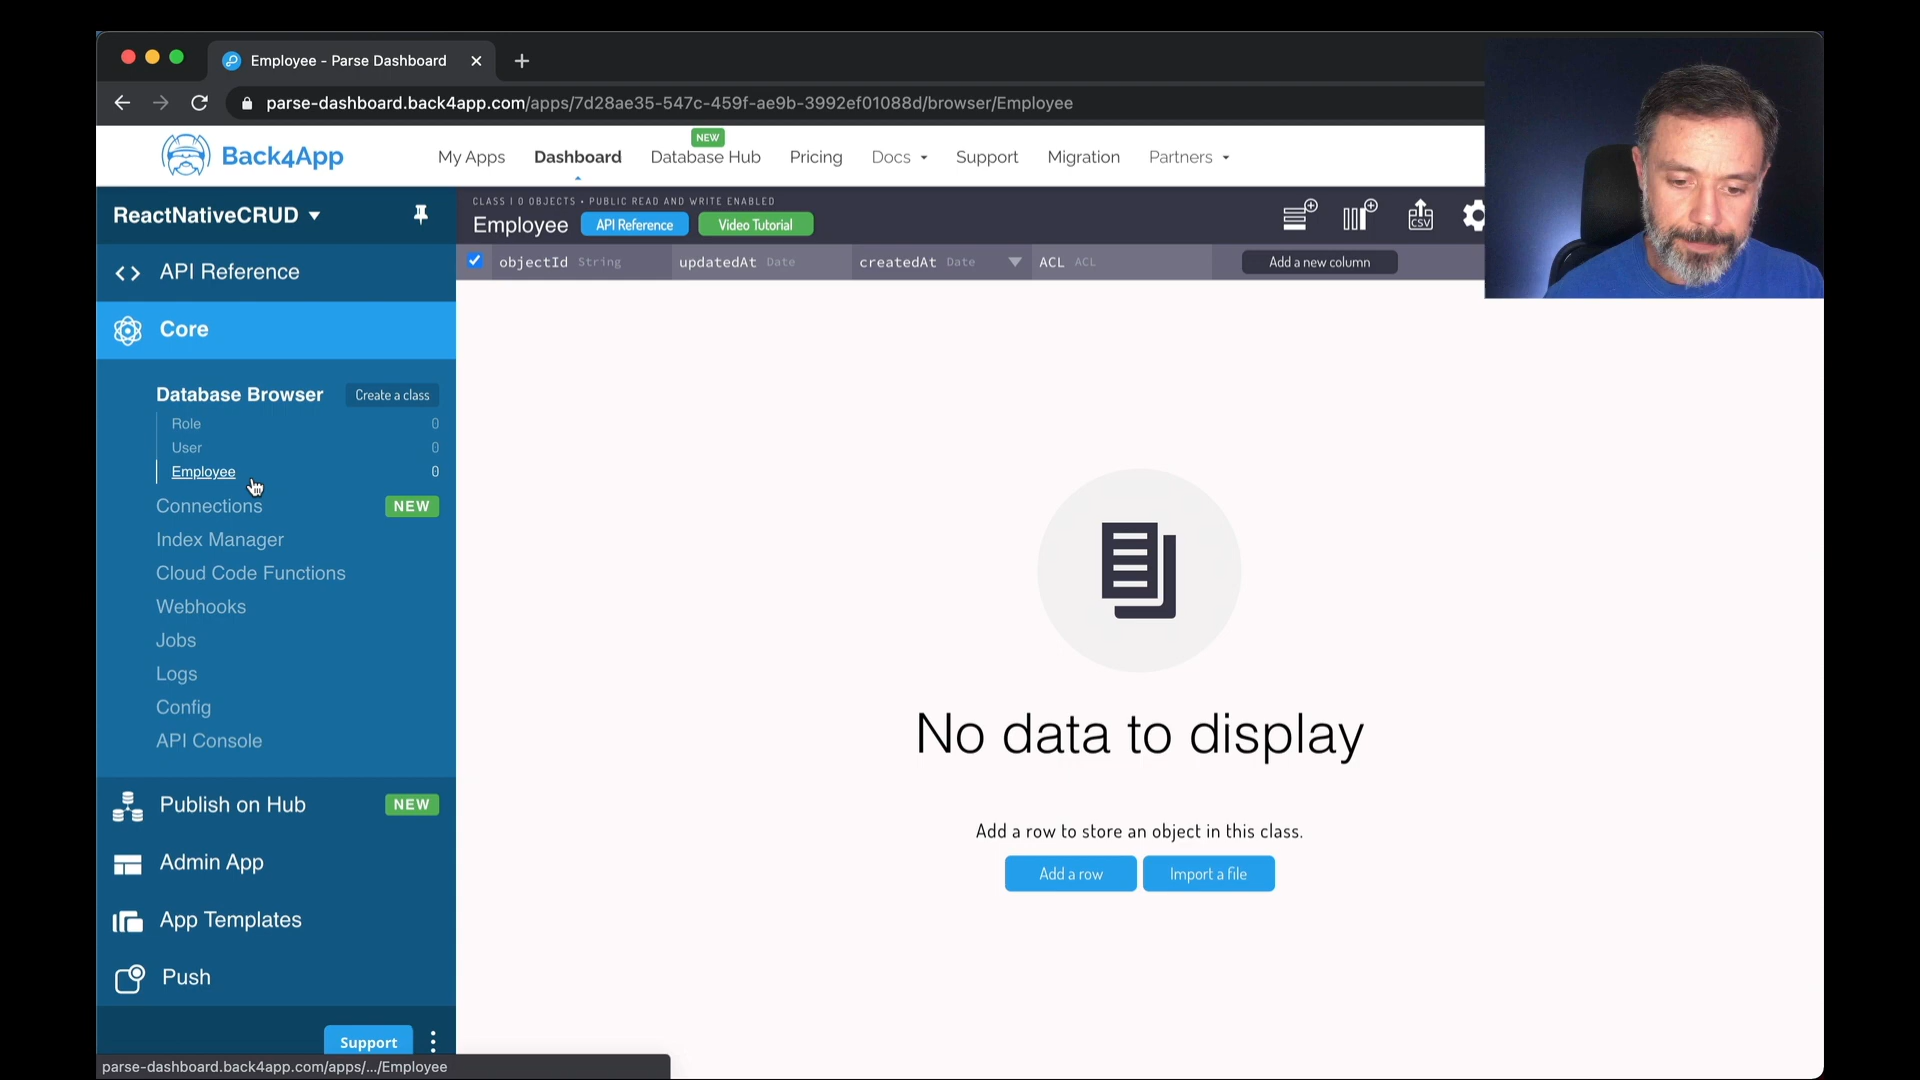 Employee - Parse Dashboard
parse-dashboard.back4app.com/apps/7d28ae35-547c-459f-ae9b-3992ef01088d/browser/Employee
Back4App
My Apps
Dashboard
NEW
Database Hub
Pricing
Docs
Support
Migration
Partners
ReactNativeCRUD
CLASS | 0 OBJECTS • PUBLIC READ AND WRITE ENABLED
Employee
API Reference
Video Tutorial
CSV
objectId String
updatedAt Date
createdAt Date
ACL ACL
Add a new column
API Reference
Core
Database Browser
Create a class
Role 0
User 0
Employee 0
Connections NEW
Index Manager
Cloud Code Functions
Webhooks
Jobs
Logs
Config
API Console
Publish on Hub NEW
Admin App
App Templates
Push
Support
No data to display
Add a row to store an object in this class.
Add a row
Import a file
parse-dashboard.back4app.com/apps/.../Employee